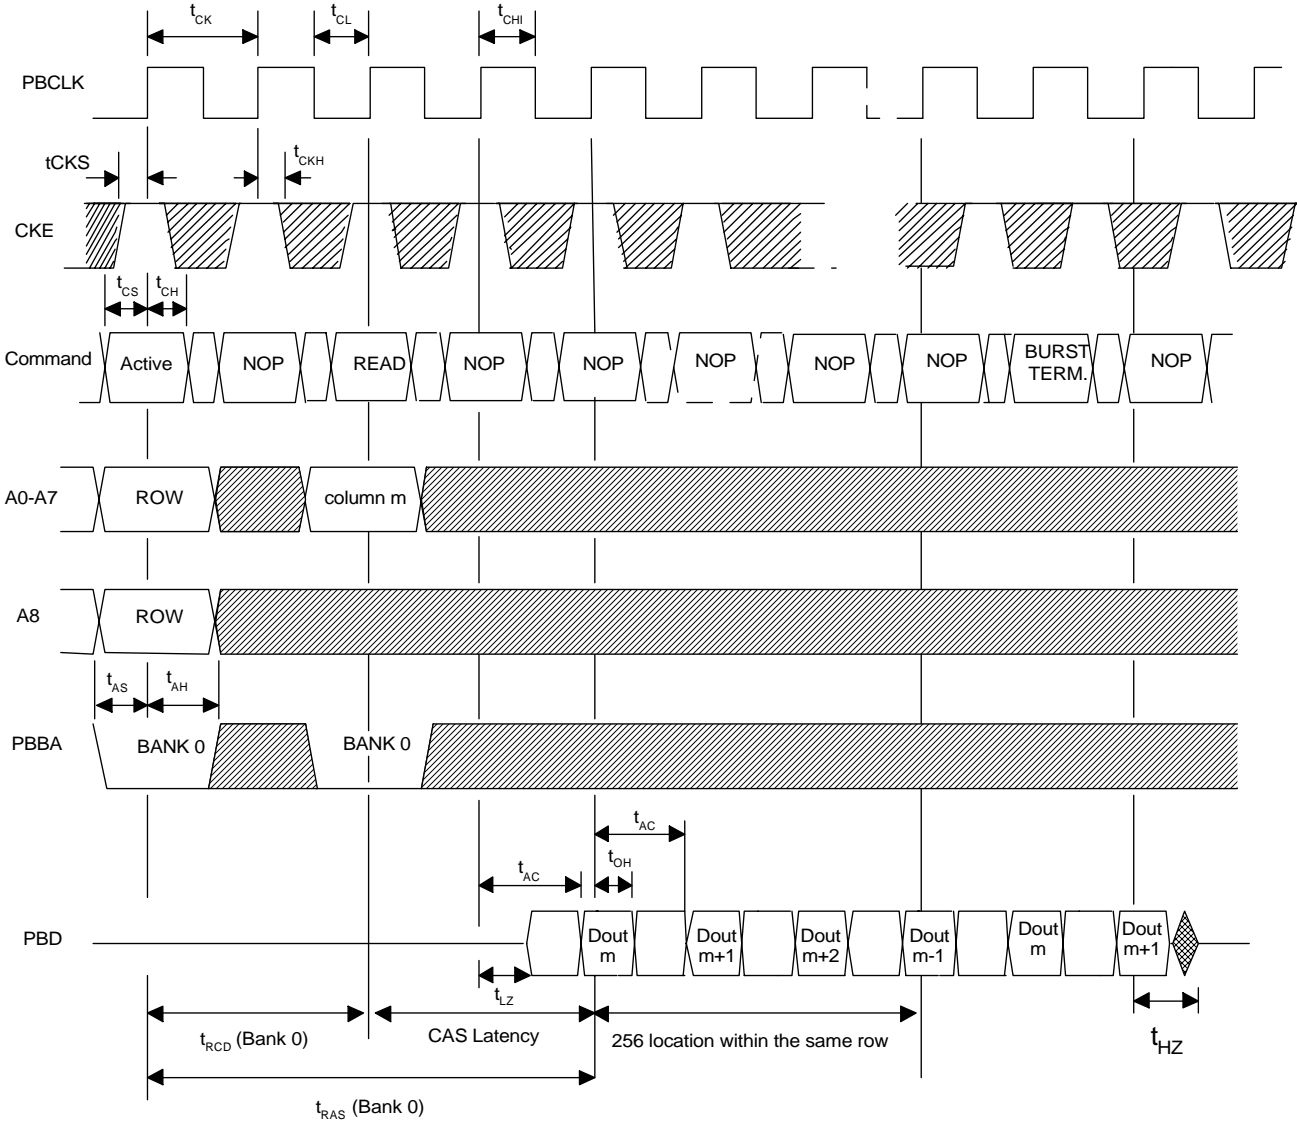 tCK tCL tCHI
PBCLK
tCKS tCKH
CKE
tCS tCH
Command Active NOP READ NOP NOP NOP NOP NOP BURST TERM. NOP
A0-A7 ROW column m
A8 ROW
tAS tAH
PBBA BANK 0 BANK 0
tAC
tAC tOH
PBD Dout m Dout m+1 Dout m+2 Dout m-1 Dout m Dout m+1
tLZ
tRCD (Bank 0) CAS Latency 256 location within the same row tHZ
tRAS (Bank 0)